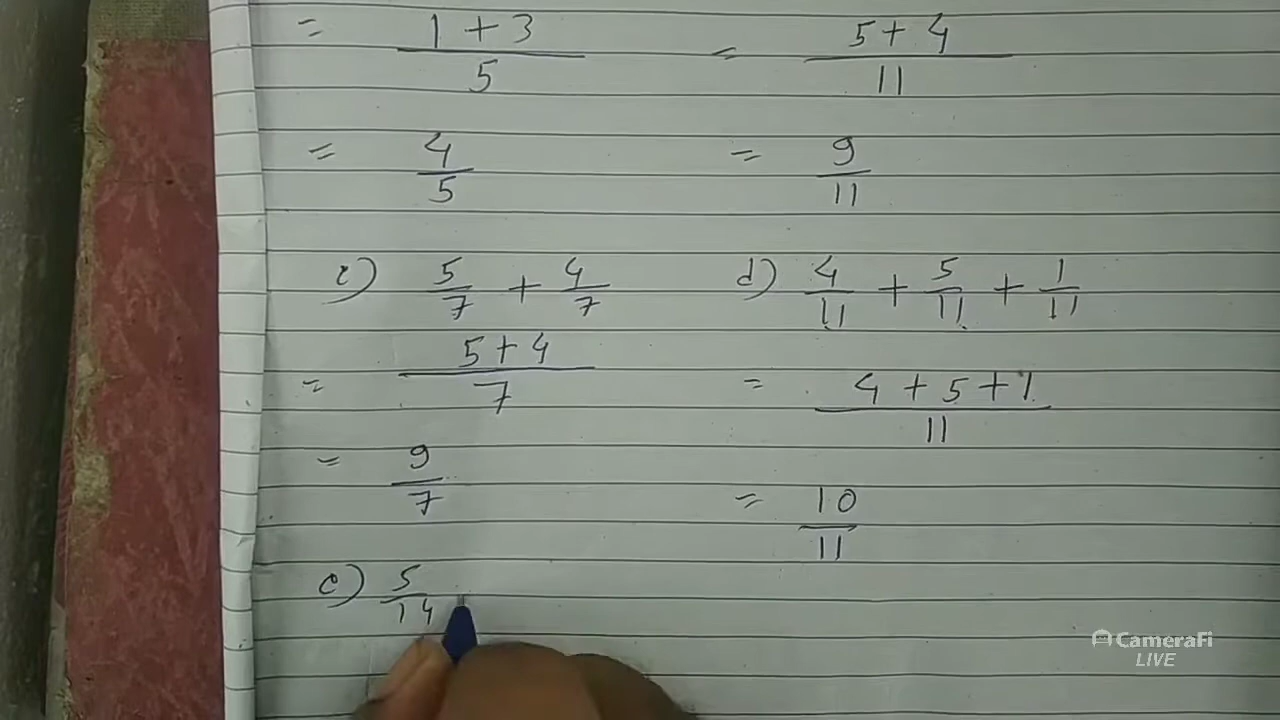 = 1 + 3 / 5
= 5 + 4 / 11
= 4/5
= 9/11
c) 5/7 + 4/7
d) 4/11 + 5/11 + 1/11
= 5 + 4 / 7
= 4 + 5 + 1 / 11
= 9/7
= 10/11
e) 5/14
CameraFi
LIVE